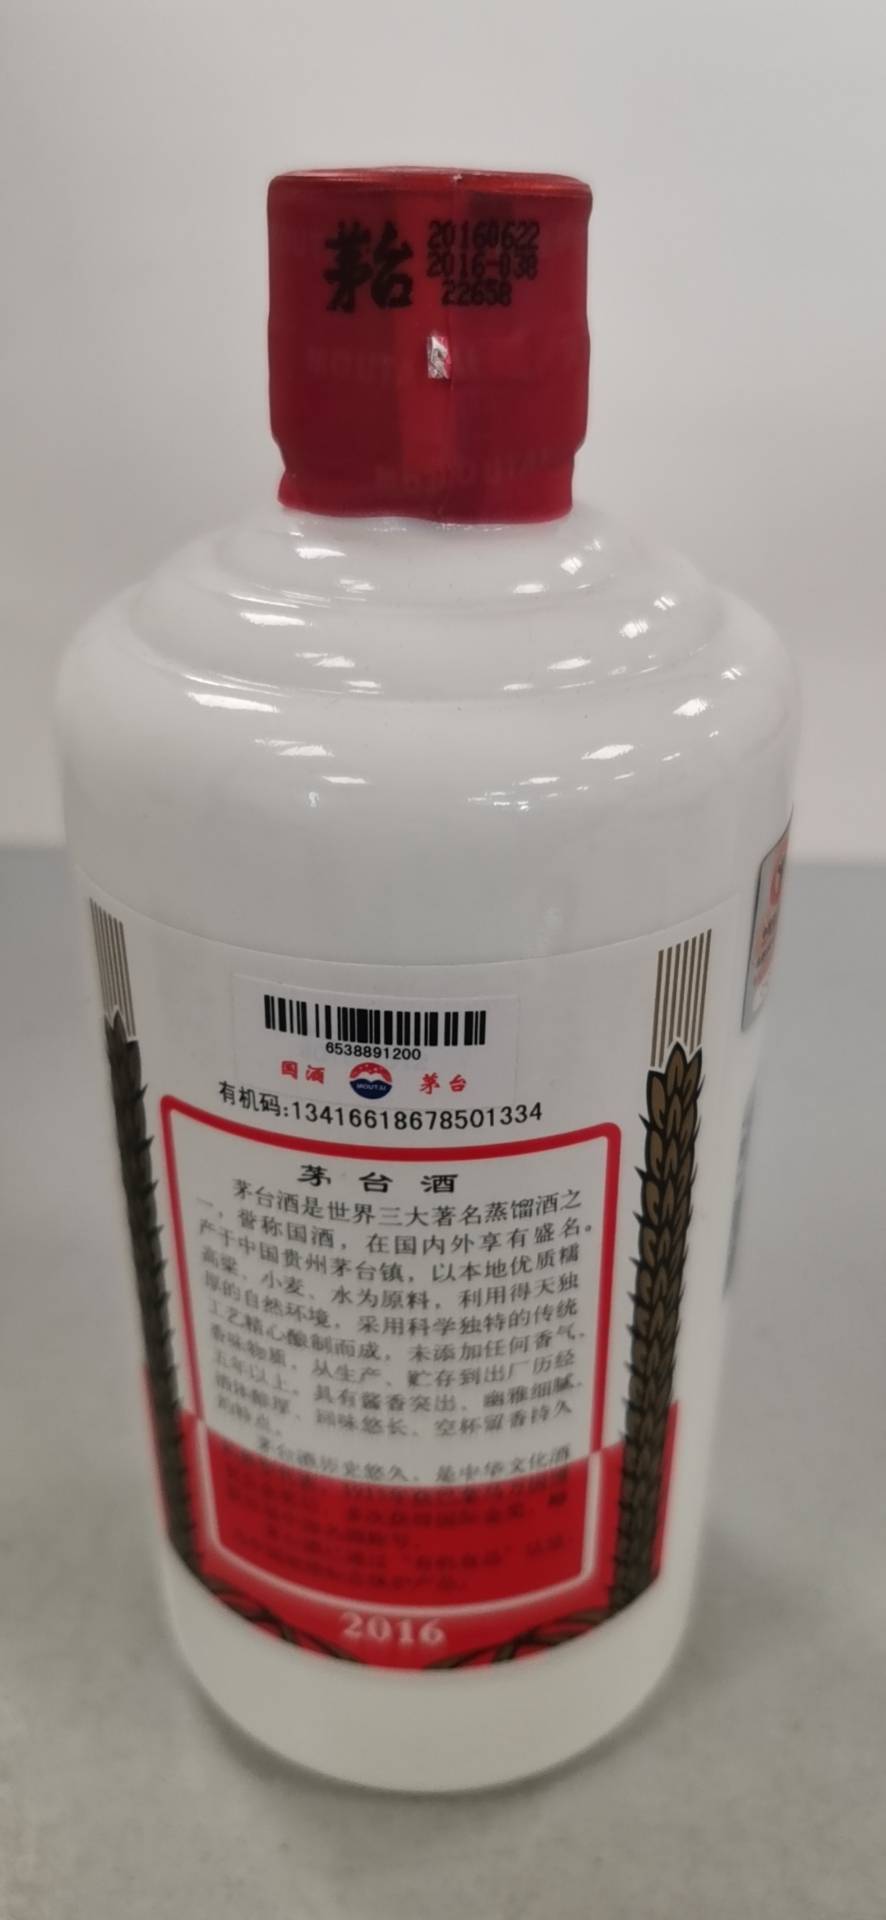 茅台
20160622
2016-038
22658
6538891200
国酒 MOUTAI 茅台
有机码:13416618678501334
茅台酒
茅台酒是世界三大著名蒸馏酒之
一，誉称国酒，在国内外享有盛名。
产于中国贵州茅台镇，以本地优质糯
高粱、小麦、水为原料，利用得天独
厚的自然环境，采用科学独特的传统
工艺精心酿制而成，未添加任何香气、
香味物质，从生产、贮存到出厂历经
五年以上。具有酱香突出、幽雅细腻、
酒体醇厚、回味悠长、空杯留香持久
的特点。
茅台酒历史悠久，是中华文化酒
2016